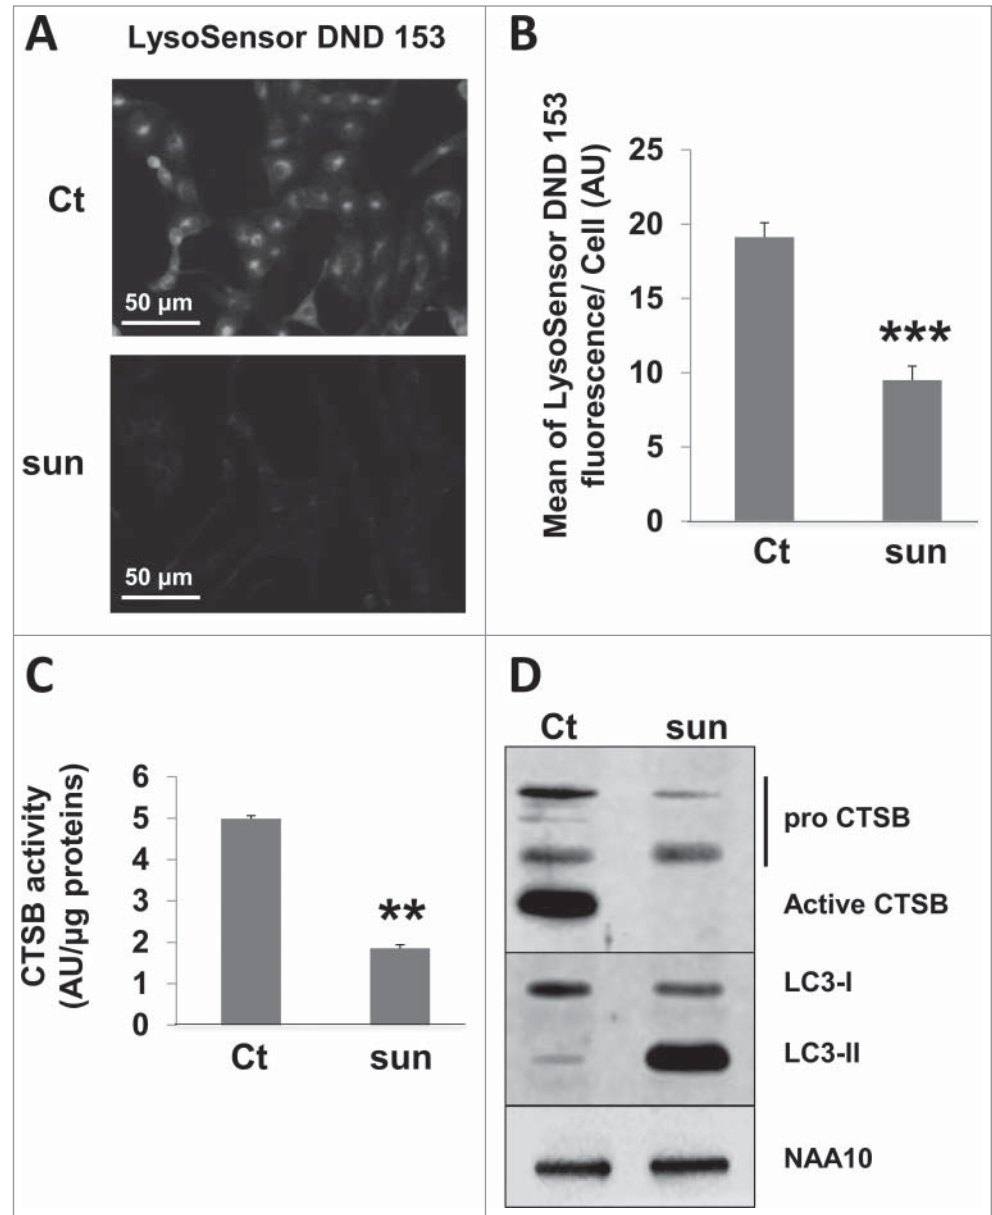 A
LysoSensor DND 153
Ct
50 µm
sun
50 µm
B
Mean of LysoSensor DND 153
fluorescence/ Cell (AU)
25
20
15
10
5
0
***
Ct
sun
C
CTSB activity
(AU/µg proteins)
6
5
4
3
2
1
0
**
Ct
sun
D
Ct
sun
pro CTSB
Active CTSB
LC3-I
LC3-II
NAA10